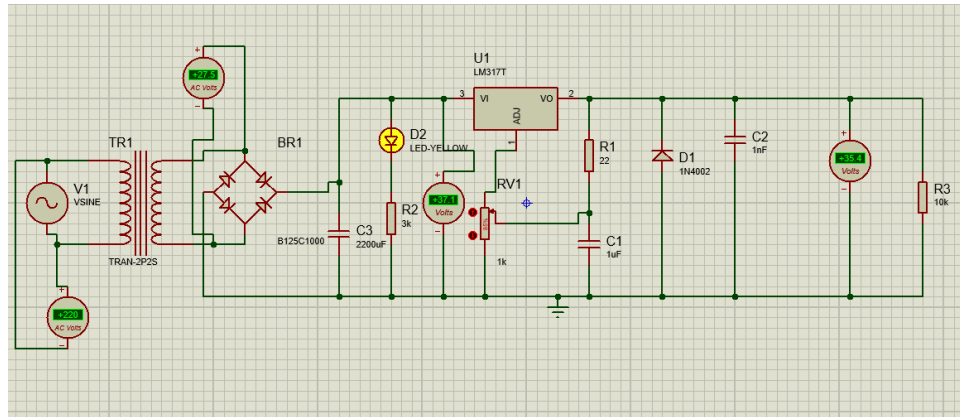 +27.5
AC Volts
TR1
TRAN-2P2S
V1
VSINE
+220
AC Volts
BR1
B125C1000
C3
2200uF
D2
LED-YELLOW
R2
3k
+37.1
Volts
U1
LM317T
3
VI
VO
2
ADJ
1
RV1
1k
R1
22
C1
1uF
D1
1N4002
C2
1nF
+35.4
Volts
R3
10k